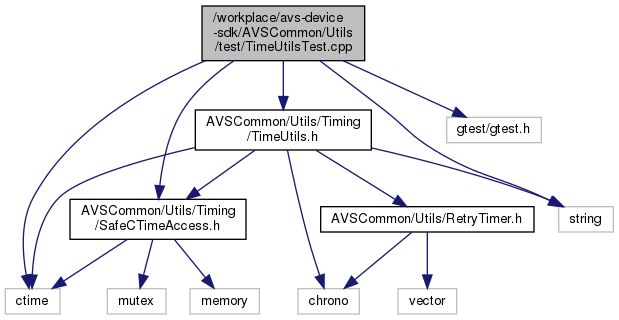 /workplace/avs-device
-sdk/AVSCommon/Utils
/test/TimeUtilsTest.cpp
AVSCommon/Utils/Timing
/TimeUtils.h
gtest/gtest.h
AVSCommon/Utils/Timing
/SafeCTimeAccess.h
AVSCommon/Utils/RetryTimer.h
string
ctime
mutex
memory
chrono
vector